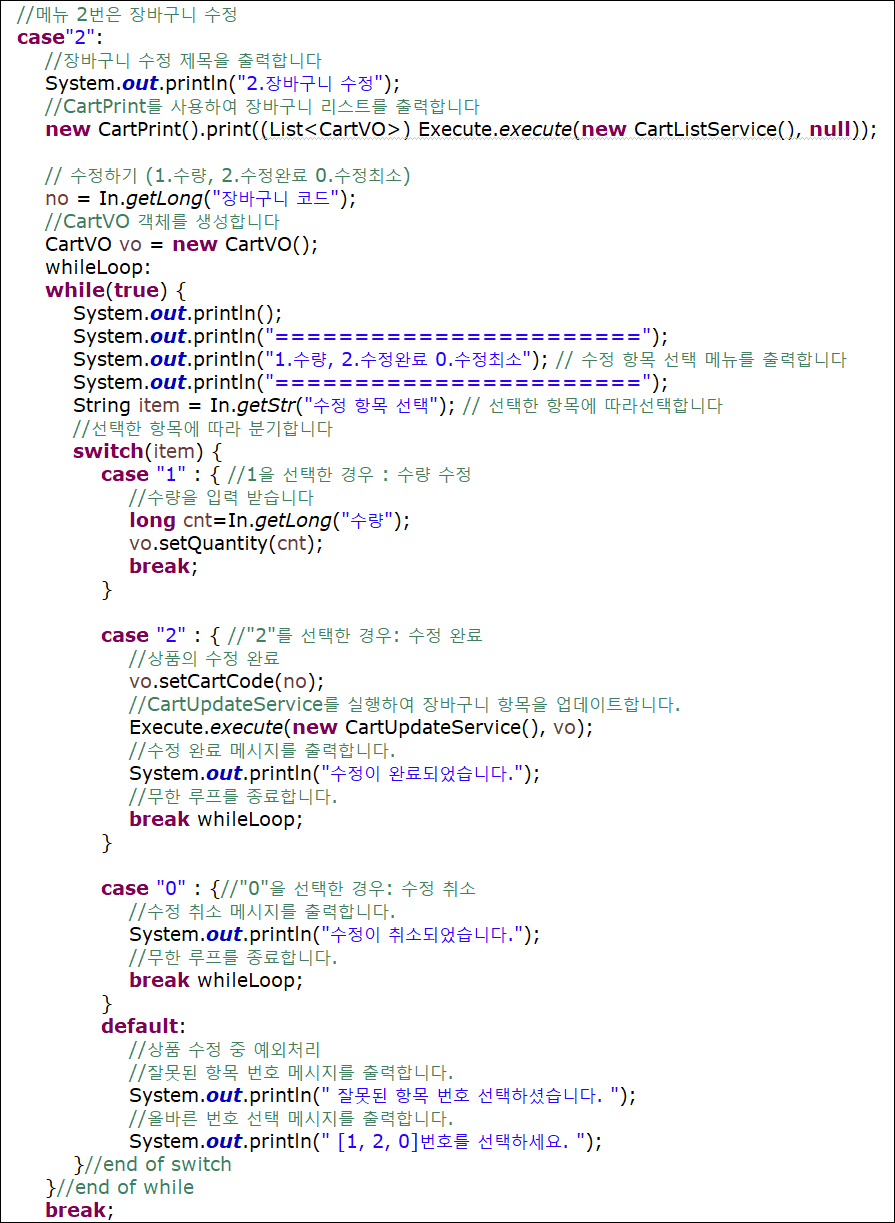 //메뉴 2번은 장바구니 수정
case"2":
//장바구니 수정 제목을 출력합니다
System.out.println("2.장바구니 수정");
//CartPrint를 사용하여 장바구니 리스트를 출력합니다
new CartPrint().print((List<CartVO>) Execute.execute(new CartListService(), null));
// 수정하기 (1.수량, 2.수정완료 0.수정최소)
no = In.getLong("장바구니 코드");
//CartVO 객체를 생성합니다
CartVO vo = new CartVO();
whileLoop:
while(true) {
System.out.println();
System.out.println("=======================");
System.out.println("1.수량, 2.수정완료 0.수정최소"); // 수정 항목 선택 메뉴를 출력합니다
System.out.println("=======================");
String item = In.getStr("수정 항목 선택"); // 선택한 항목에 따라선택합니다
//선택한 항목에 따라 분기합니다
switch(item) {
case "1" : { //1을 선택한 경우 : 수량 수정
//수량을 입력 받습니다
long cnt=In.getLong("수량");
vo.setQuantity(cnt);
break;
}
case "2" : { //"2"를 선택한 경우: 수정 완료
//상품의 수정 완료
vo.setCartCode(no);
//CartUpdateService를 실행하여 장바구니 항목을 업데이트합니다.
Execute.execute(new CartUpdateService(), vo);
//수정 완료 메시지를 출력합니다.
System.out.println("수정이 완료되었습니다.");
//무한 루프를 종료합니다.
break whileLoop;
}
case "0" : {//"0"을 선택한 경우: 수정 취소
//수정 취소 메시지를 출력합니다.
System.out.println("수정이 취소되었습니다.");
//무한 루프를 종료합니다.
break whileLoop;
}
default:
//상품 수정 중 예외처리
//잘못된 항목 번호 메시지를 출력합니다.
System.out.println(" 잘못된 항목 번호 선택하셨습니다. ");
//올바른 번호 선택 메시지를 출력합니다.
System.out.println(" [1, 2, 0]번호를 선택하세요. ");
}//end of switch
}//end of while
break;